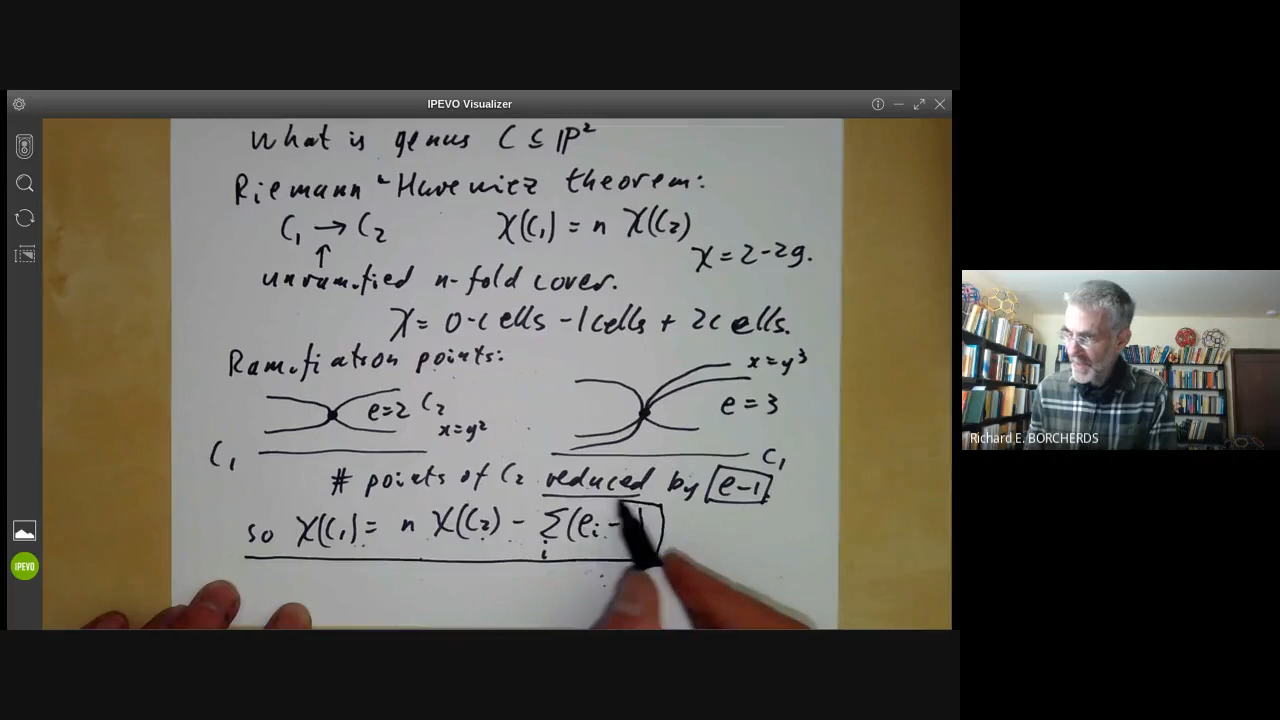 IPEVO Visualizer
What is genus C ⊆ ℙ²
Riemann Hurewicz theorem:
C₁ → C₂ χ(C₁) = n χ(C₂)
↑ χ = 2-2g.
unramified n-fold cover.
χ = 0-cells - 1cells + 2cells.
Ramifiation points:
x=y³
e=2 C₂ e=3
x=y²
C₁ C₁
# points of C₂ reduced by e-1
so χ(C₁) = n χ(C₂) - Σ(eᵢ-
i
IPEVO
Richard E. BORCHERDS